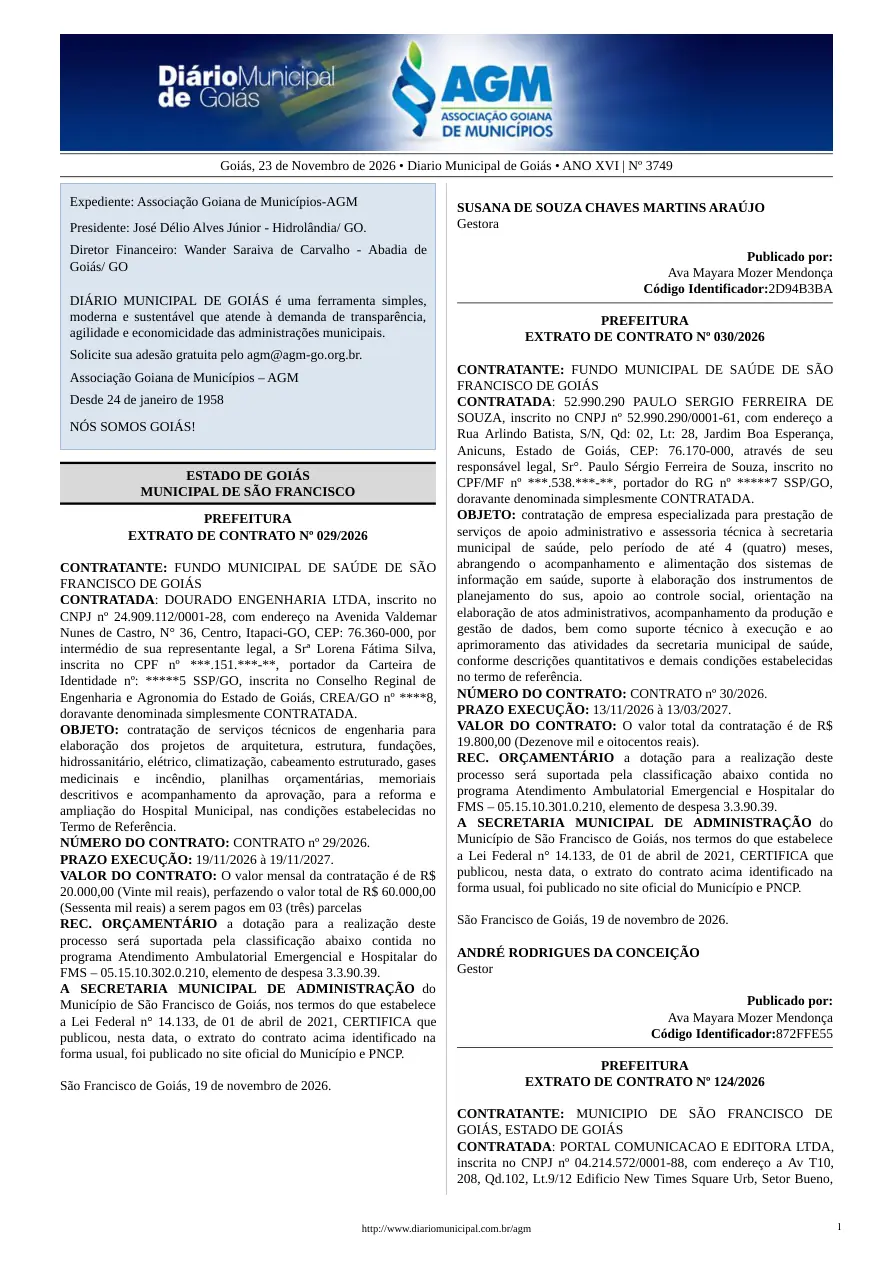 Diário Municipal
de Goiás
AGM
ASSOCIAÇÃO GOIANA
DE MUNICÍPIOS
Goiás, 23 de Novembro de 2026 • Diario Municipal de Goiás • ANO XVI | Nº 3749
Expediente: Associação Goiana de Municípios-AGM
Presidente: José Délio Alves Júnior - Hidrolândia/ GO.
Diretor Financeiro: Wander Saraiva de Carvalho - Abadia de
Goiás/ GO
DIÁRIO MUNICIPAL DE GOIÁS é uma ferramenta simples,
moderna e sustentável que atende à demanda de transparência,
agilidade e economicidade das administrações municipais.
Solicite sua adesão gratuita pelo agm@agm-go.org.br.
Associação Goiana de Municípios – AGM
Desde 24 de janeiro de 1958
NÓS SOMOS GOIÁS!
ESTADO DE GOIÁS
MUNICIPAL DE SÃO FRANCISCO
PREFEITURA
EXTRATO DE CONTRATO Nº 029/2026
CONTRATANTE: FUNDO MUNICIPAL DE SAÚDE DE SÃO
FRANCISCO DE GOIÁS
CONTRATADA: DOURADO ENGENHARIA LTDA, inscrito no
CNPJ nº 24.909.112/0001-28, com endereço na Avenida Valdemar
Nunes de Castro, N° 36, Centro, Itapaci-GO, CEP: 76.360-000, por
intermédio de sua representante legal, a Srª Lorena Fátima Silva,
inscrita no CPF nº ***.151.***-**, portador da Carteira de
Identidade nº: *****5 SSP/GO, inscrita no Conselho Reginal de
Engenharia e Agronomia do Estado de Goiás, CREA/GO nº ****8,
doravante denominada simplesmente CONTRATADA.
OBJETO: contratação de serviços técnicos de engenharia para
elaboração dos projetos de arquitetura, estrutura, fundações,
hidrossanitário, elétrico, climatização, cabeamento estruturado, gases
medicinais e incêndio, planilhas orçamentárias, memoriais
descritivos e acompanhamento da aprovação, para a reforma e
ampliação do Hospital Municipal, nas condições estabelecidas no
Termo de Referência.
NÚMERO DO CONTRATO: CONTRATO nº 29/2026.
PRAZO EXECUÇÃO: 19/11/2026 à 19/11/2027.
VALOR DO CONTRATO: O valor mensal da contratação é de R$
20.000,00 (Vinte mil reais), perfazendo o valor total de R$ 60.000,00
(Sessenta mil reais) a serem pagos em 03 (três) parcelas
REC. ORÇAMENTÁRIO a dotação para a realização deste
processo será suportada pela classificação abaixo contida no
programa Atendimento Ambulatorial Emergencial e Hospitalar do
FMS – 05.15.10.302.0.210, elemento de despesa 3.3.90.39.
A SECRETARIA MUNICIPAL DE ADMINISTRAÇÃO do
Município de São Francisco de Goiás, nos termos do que estabelece
a Lei Federal n° 14.133, de 01 de abril de 2021, CERTIFICA que
publicou, nesta data, o extrato do contrato acima identificado na
forma usual, foi publicado no site oficial do Município e PNCP.
São Francisco de Goiás, 19 de novembro de 2026.
SUSANA DE SOUZA CHAVES MARTINS ARAÚJO
Gestora
Publicado por:
Ava Mayara Mozer Mendonça
Código Identificador:2D94B3BA
PREFEITURA
EXTRATO DE CONTRATO Nº 030/2026
CONTRATANTE: FUNDO MUNICIPAL DE SAÚDE DE SÃO
FRANCISCO DE GOIÁS
CONTRATADA: 52.990.290 PAULO SERGIO FERREIRA DE
SOUZA, inscrito no CNPJ nº 52.990.290/0001-61, com endereço a
Rua Arlindo Batista, S/N, Qd: 02, Lt: 28, Jardim Boa Esperança,
Anicuns, Estado de Goiás, CEP: 76.170-000, através de seu
responsável legal, Sr°. Paulo Sérgio Ferreira de Souza, inscrito no
CPF/MF nº ***.538.***-**, portador do RG nº *****7 SSP/GO,
doravante denominada simplesmente CONTRATADA.
OBJETO: contratação de empresa especializada para prestação de
serviços de apoio administrativo e assessoria técnica à secretaria
municipal de saúde, pelo período de até 4 (quatro) meses,
abrangendo o acompanhamento e alimentação dos sistemas de
informação em saúde, suporte à elaboração dos instrumentos de
planejamento do sus, apoio ao controle social, orientação na
elaboração de atos administrativos, acompanhamento da produção e
gestão de dados, bem como suporte técnico à execução e ao
aprimoramento das atividades da secretaria municipal de saúde,
conforme descrições quantitativos e demais condições estabelecidas
no termo de referência.
NÚMERO DO CONTRATO: CONTRATO nº 30/2026.
PRAZO EXECUÇÃO: 13/11/2026 à 13/03/2027.
VALOR DO CONTRATO: O valor total da contratação é de R$
19.800,00 (Dezenove mil e oitocentos reais).
REC. ORÇAMENTÁRIO a dotação para a realização deste
processo será suportada pela classificação abaixo contida no
programa Atendimento Ambulatorial Emergencial e Hospitalar do
FMS – 05.15.10.301.0.210, elemento de despesa 3.3.90.39.
A SECRETARIA MUNICIPAL DE ADMINISTRAÇÃO do
Município de São Francisco de Goiás, nos termos do que estabelece
a Lei Federal n° 14.133, de 01 de abril de 2021, CERTIFICA que
publicou, nesta data, o extrato do contrato acima identificado na
forma usual, foi publicado no site oficial do Município e PNCP.
São Francisco de Goiás, 19 de novembro de 2026.
ANDRÉ RODRIGUES DA CONCEIÇÃO
Gestor
Publicado por:
Ava Mayara Mozer Mendonça
Código Identificador:872FFE55
PREFEITURA
EXTRATO DE CONTRATO Nº 124/2026
CONTRATANTE: MUNICIPIO DE SÃO FRANCISCO DE
GOIÁS, ESTADO DE GOIÁS
CONTRATADA: PORTAL COMUNICACAO E EDITORA LTDA,
inscrita no CNPJ nº 04.214.572/0001-88, com endereço a Av T10,
208, Qd.102, Lt.9/12 Edificio New Times Square Urb, Setor Bueno,
http://www.diariomunicipal.com.br/agm
1